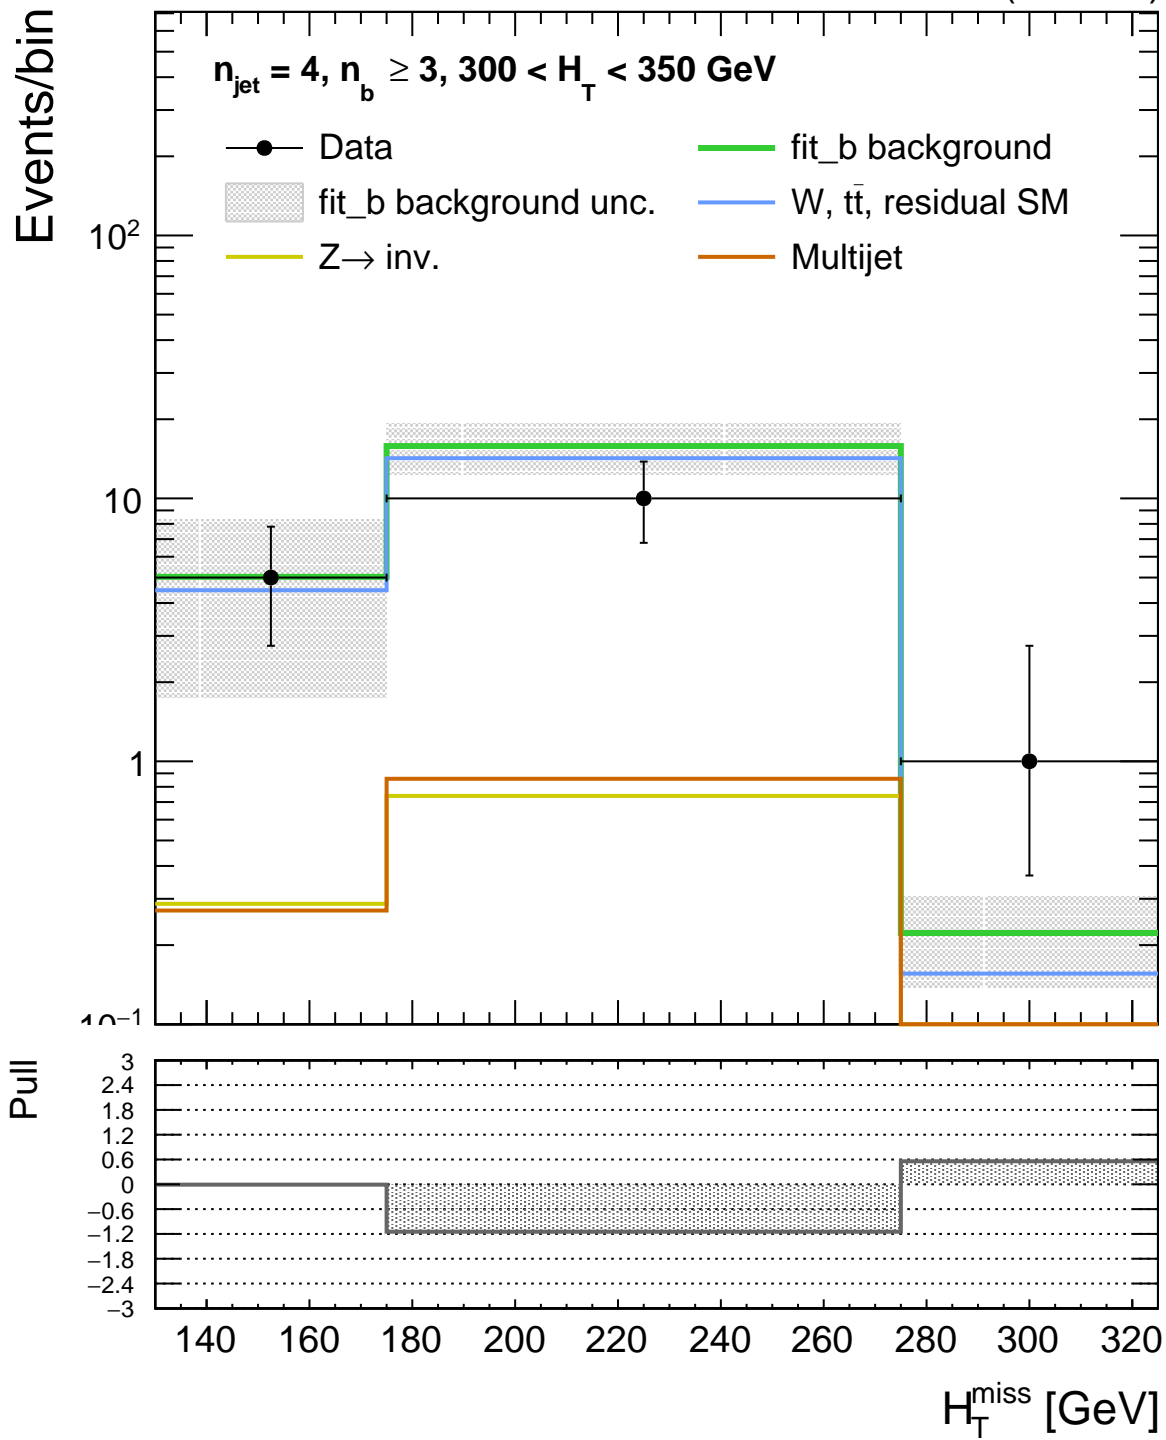 n_jet = 4, n_b ≥ 3, 300 < H_T < 350 GeV
Data
fit_b background
fit_b background unc.
W, tt̄, residual SM
Z→ inv.
Multijet
Events/bin
10²
10
1
10⁻¹
Pull
3
2.4
1.8
1.2
0.6
0
−0.6
−1.2
−1.8
−2.4
−3
140 160 180 200 220 240 260 280 300 320
H_T^miss [GeV]